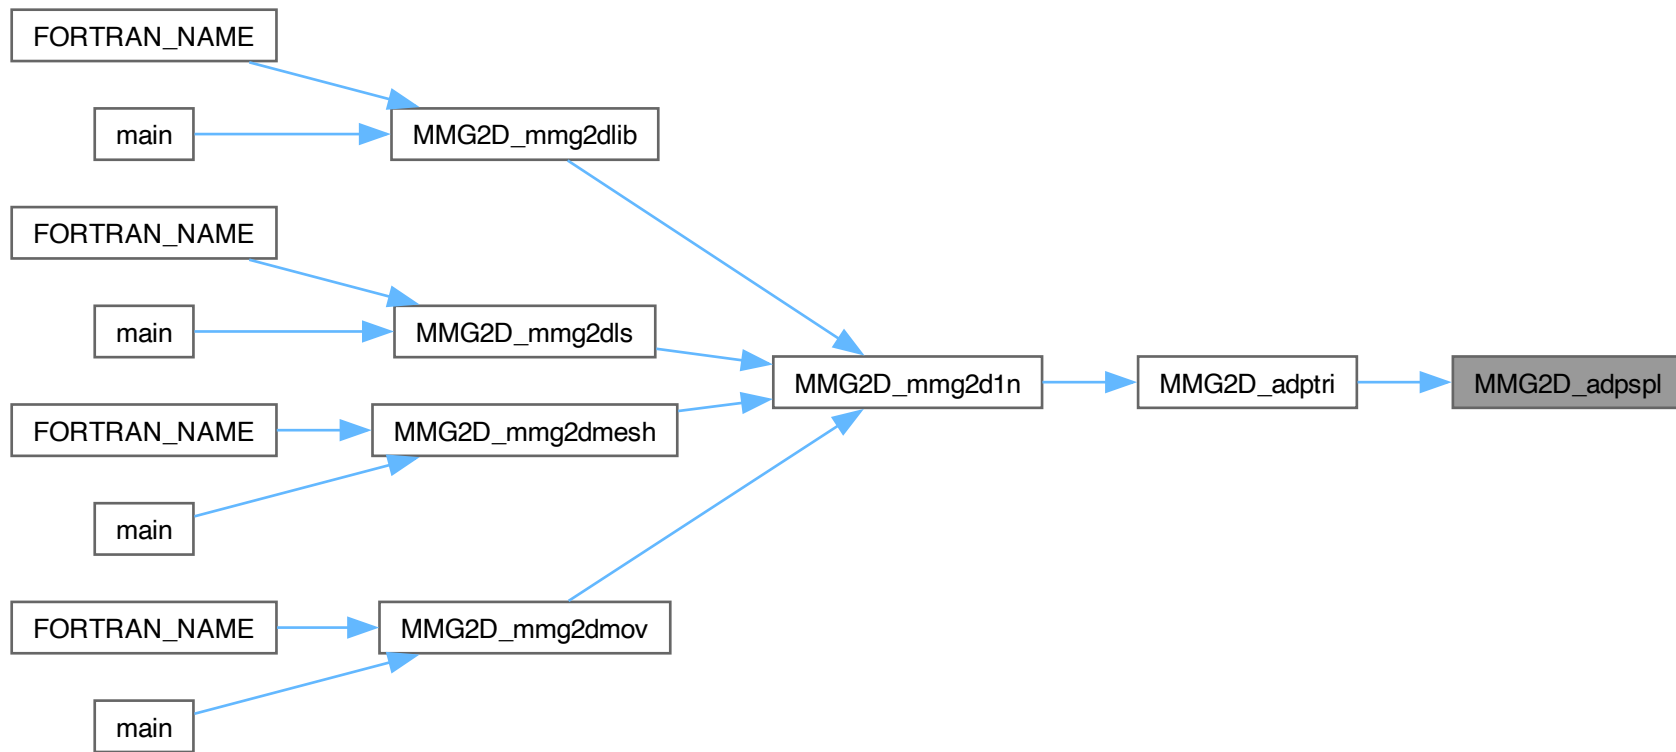 FORTRAN_NAME
main
MMG2D_mmg2dlib
FORTRAN_NAME
main
MMG2D_mmg2dls
MMG2D_mmg2d1n
MMG2D_adptri
MMG2D_adpspl
FORTRAN_NAME
MMG2D_mmg2dmesh
main
FORTRAN_NAME
MMG2D_mmg2dmov
main